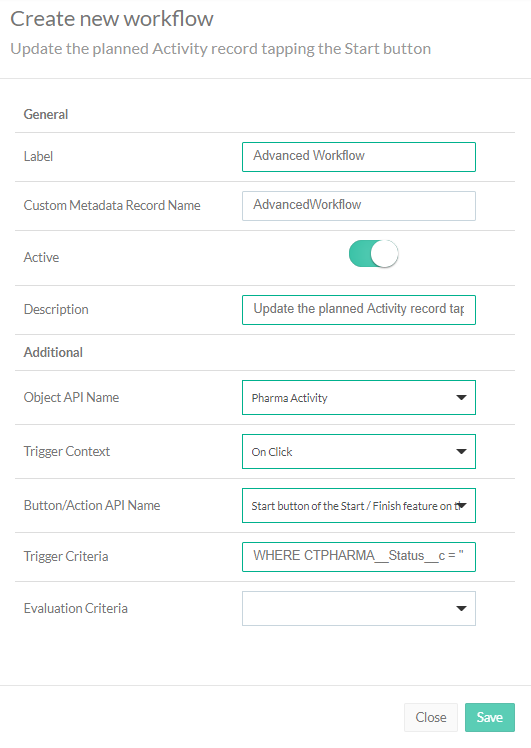 Create new workflow
Update the planned Activity record tapping the Start button
General
Label
Advanced Workflow
Custom Metadata Record Name
AdvancedWorkflow
Active
Description
Update the planned Activity record tap
Additional
Object API Name
Pharma Activity
Trigger Context
On Click
Button/Action API Name
Start button of the Start / Finish feature on
Trigger Criteria
WHERE CTPHARMA__Status__c = "
Evaluation Criteria
Close
Save